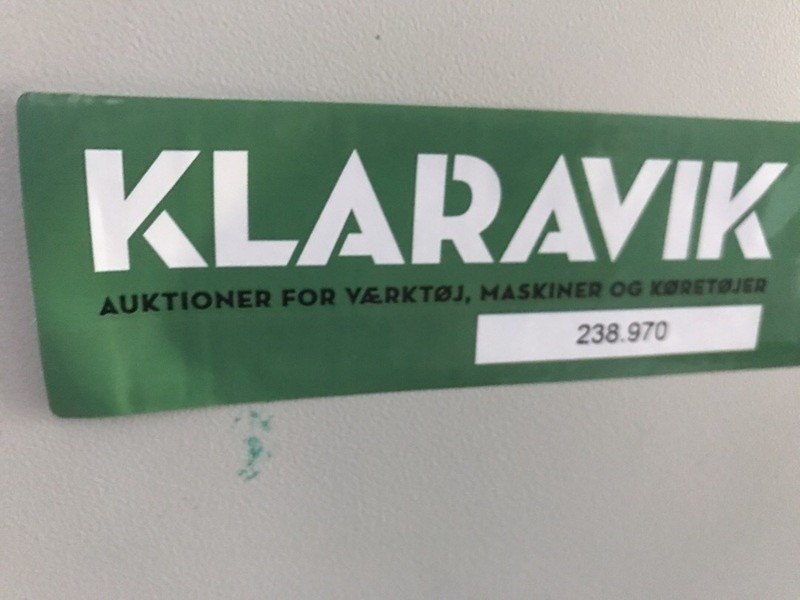 KLARAVIK
AUKTIONER FOR VÆRKTØJ, MASKINER OG KØRETØJER
238.970